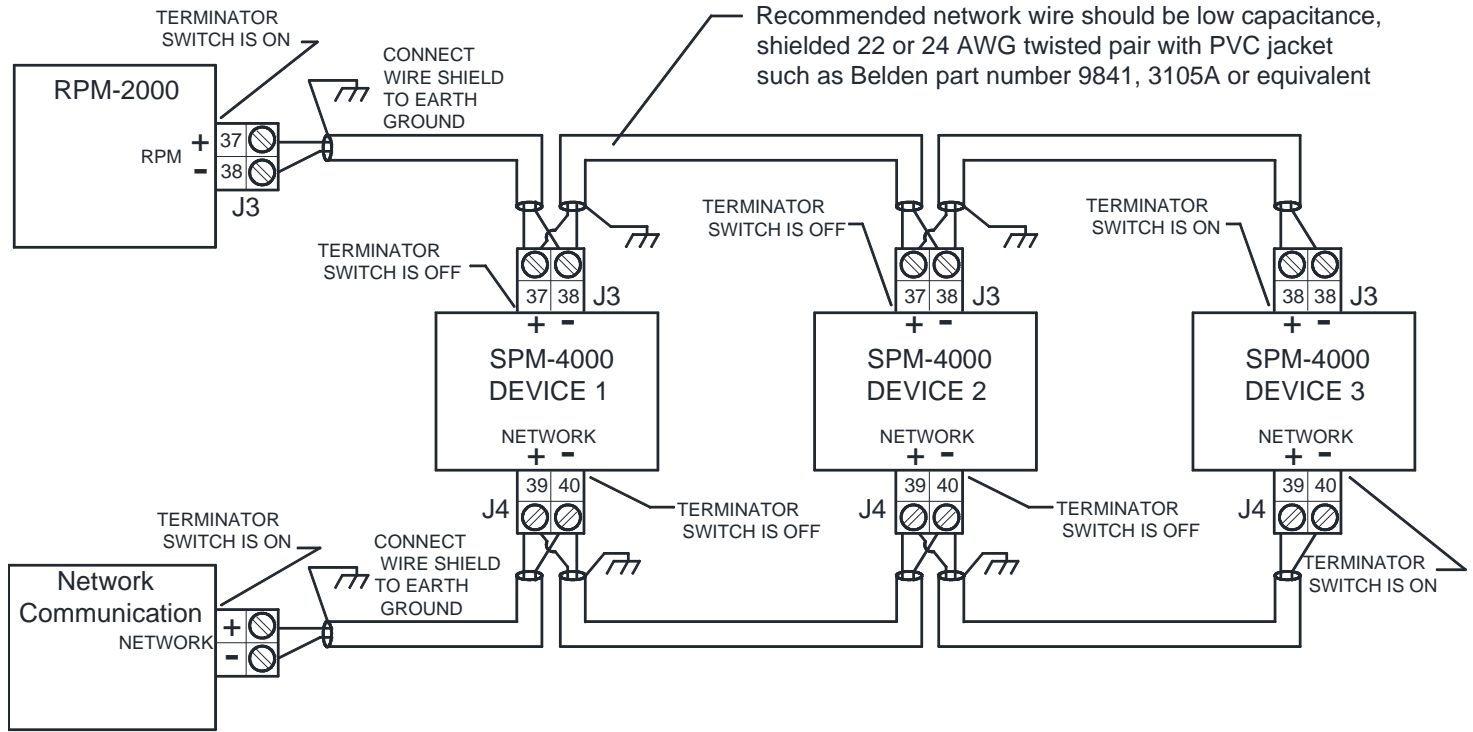 Recommended network wire should be low capacitance,
shielded 22 or 24 AWG twisted pair with PVC jacket
such as Belden part number 9841, 3105A or equivalent
TERMINATOR
SWITCH IS ON
CONNECT
WIRE SHIELD
TO EARTH
GROUND
RPM-2000
RPM
+
-
37
38
J3
TERMINATOR
SWITCH IS OFF
37 38 J3
+ -
SPM-4000
DEVICE 1
NETWORK
+ -
39 40
J4
TERMINATOR
SWITCH IS OFF
TERMINATOR
SWITCH IS OFF
37 38 J3
+ -
SPM-4000
DEVICE 2
NETWORK
+ -
39 40
J4
TERMINATOR
SWITCH IS OFF
TERMINATOR
SWITCH IS ON
38 38 J3
+ -
SPM-4000
DEVICE 3
NETWORK
+ -
39 40
J4
TERMINATOR
SWITCH IS ON
TERMINATOR
SWITCH IS ON
CONNECT
WIRE SHIELD
TO EARTH
GROUND
Network
Communication
NETWORK
+
-